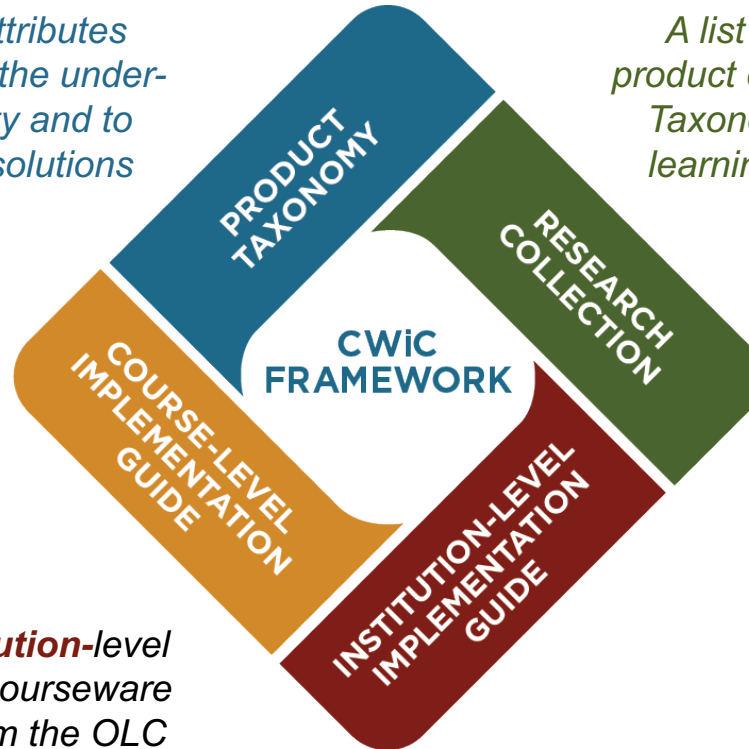 ttributes
the under-
y and to
solutions
A list
product
Taxono
learnin
PRODUCT
TAXONOMY
RESEARCH
COLLECTION
CWiC
FRAMEWORK
COURSE-LEVEL
IMPLEMENTATION
GUIDE
INSTITUTION-LEVEL
IMPLEMENTATION
GUIDE
ution-level
ourseware
m the OLC